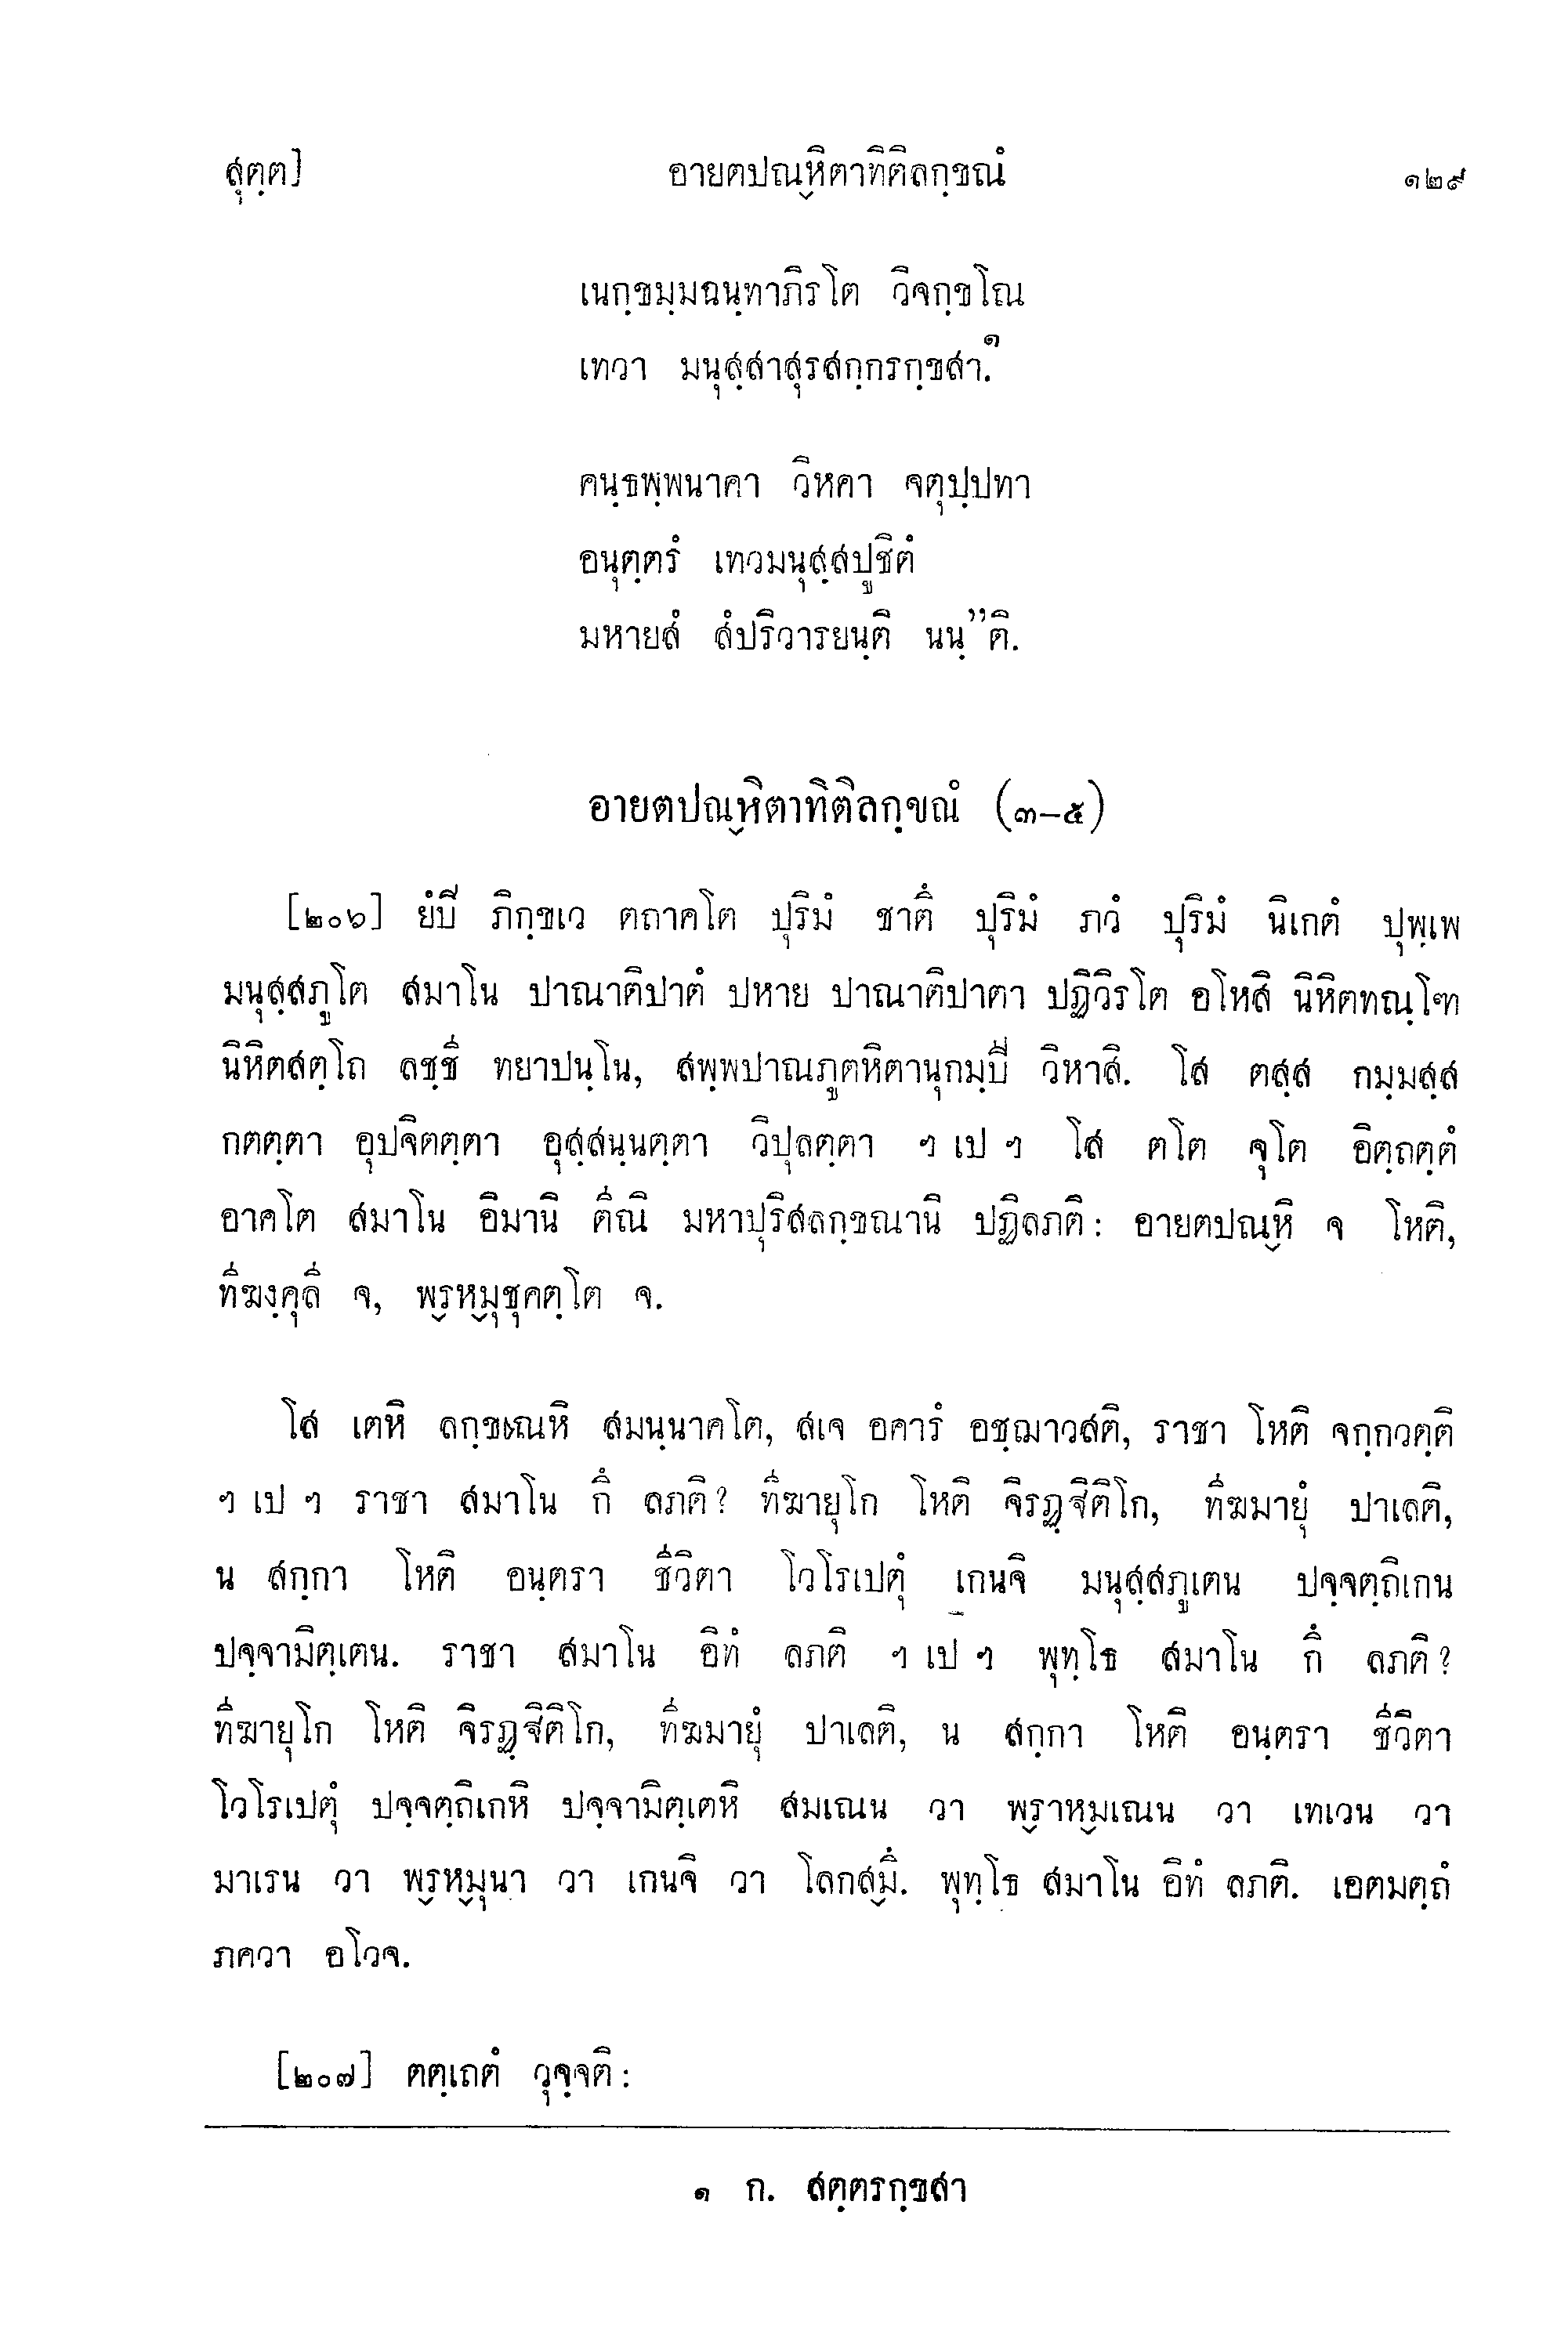 สุตฺต]
อายตปณฺหิตาทิติลกฺขณํ
๑๒๙
เนกฺขมฺมฉนฺทาภิรโต วิจกฺขโณ
เทวา มนุสฺสาสุรสกฺกรกฺขสา.๑
คนฺธพฺพนาคา วิหคา จตุปฺปทา
อนุตฺตรํ เทวมนุสฺสปูชิตํ
มหายสํ สํปริวารยนฺติ นนฺ”ติ.
อายตปณฺหิตาทิติลกฺขณํ (๓-๕)
[๒๐๖] ยํปิ ภิกฺขเว ตถาคโต ปุริมํ ชาตึ ปุริมํ ภวํ ปุริมํ นิเกตํ ปุพฺเพ
มนุสฺสภูโต สมาโน ปาณาติปาตํ ปหาย ปาณาติปาตา ปฏิวิรโต อโหสิ นิหิตทณฺโฑ
นิหิตสตฺโถ ลชฺชี ทยาปนฺโน, สพฺพปาณภูตหิตานุกมฺปี วิหาสิ. โส ตสฺส กมฺมสฺส
กตตฺตา อุปจิตตฺตา อุสฺสนฺนตฺตา วิปุลตฺตา ฯ เป ฯ โส ตโต จุโต อิตฺถตฺตํ
อาคโต สมาโน อิมานิ ตีณิ มหาปุริสลกฺขณานิ ปฏิลภติ: อายตปณฺหิ จ โหติ,
ทีฆงฺคุลี จ, พฺรหฺมุชุคตฺโต จ.
โส เตหิ ลกฺขเณหิ สมนฺนาคโต, สเจ อคารํ อชฺฌาวสติ, ราชา โหติ จกฺกวตฺติ
ฯ เป ฯ ราชา สมาโน กึ ลภติ? ทีฆายุโก โหติ จิรฏฺฐิติโก, ทีฆมายุํ ปาเลติ,
น สกฺกา โหติ อนฺตรา ชีวิตา โวโรเปตุํ เกนจิ มนุสฺสภูเตน ปจฺจตฺถิเกน
ปจฺจามิตฺเตน. ราชา สมาโน อิทํ ลภติ ฯ เป ฯ พุทฺโธ สมาโน กึ ลภติ?
ทีฆายุโก โหติ จิรฏฺฐิติโก, ทีฆมายุํ ปาเลติ, น สกฺกา โหติ อนฺตรา ชีวิตา
โวโรเปตุํ ปจฺจตฺถิเกหิ ปจฺจามิตฺเตหิ สมเณน วา พฺราหฺมเณน วา เทเวน วา
มาเรน วา พฺรหฺมุนา วา เกนจิ วา โลกสฺมึ. พุทฺโธ สมาโน อิทํ ลภติ. เอตมตฺถํ
ภควา อโวจ.
[๒๐๗] ตตฺเถตํ วุจฺจติ:
๑ ก. สตฺตรกฺขสา